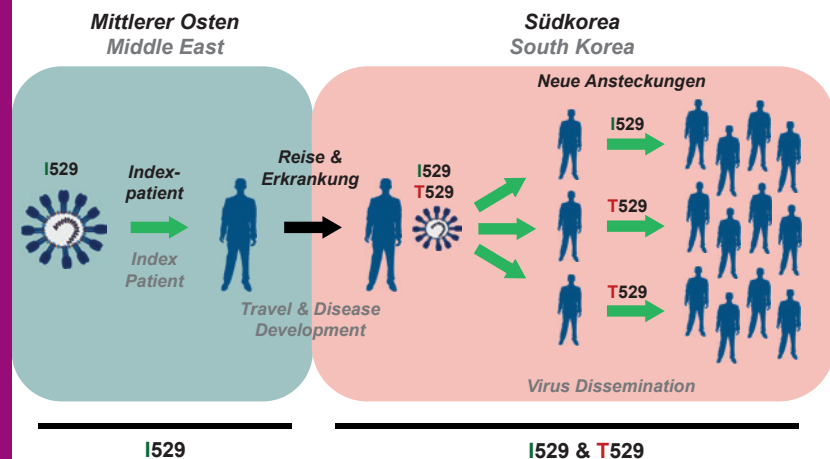 Mittlerer Osten
Middle East
Südkorea
South Korea
Neue Ansteckungen
I529
Index-
patient
Index
Patient
Reise &
Erkrankung
Travel & Disease
Development
I529
T529
I529
T529
T529
Virus Dissemination
I529
I529 & T529